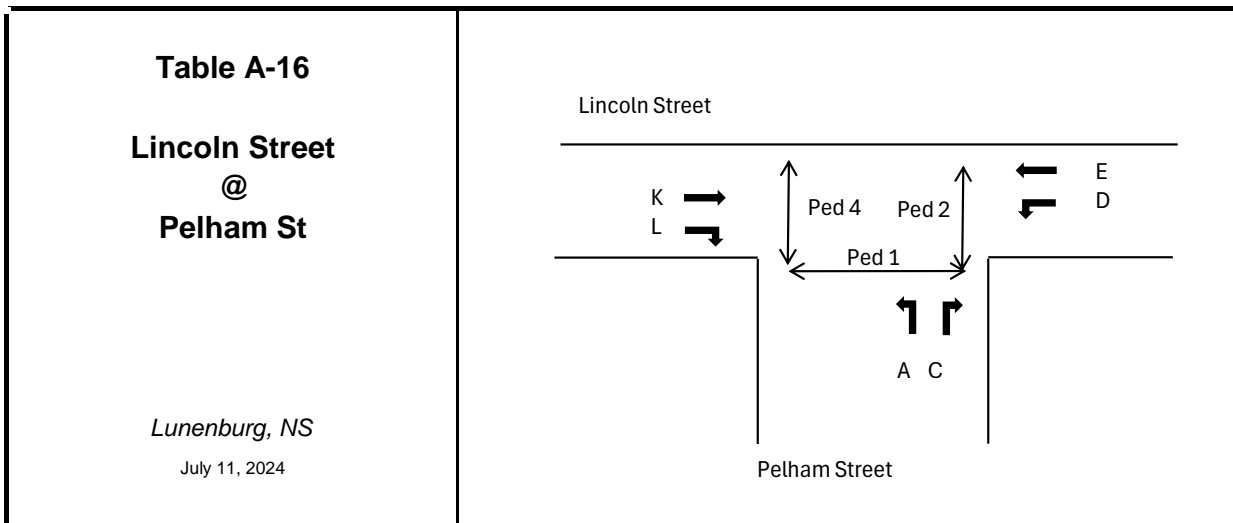 Table A-16
Lincoln Street
@
Pelham St
Lunenburg, NS
July 11, 2024
Lincoln Street
K
L
Ped 4
Ped 2
E
D
Ped 1
A C
Pelham Street